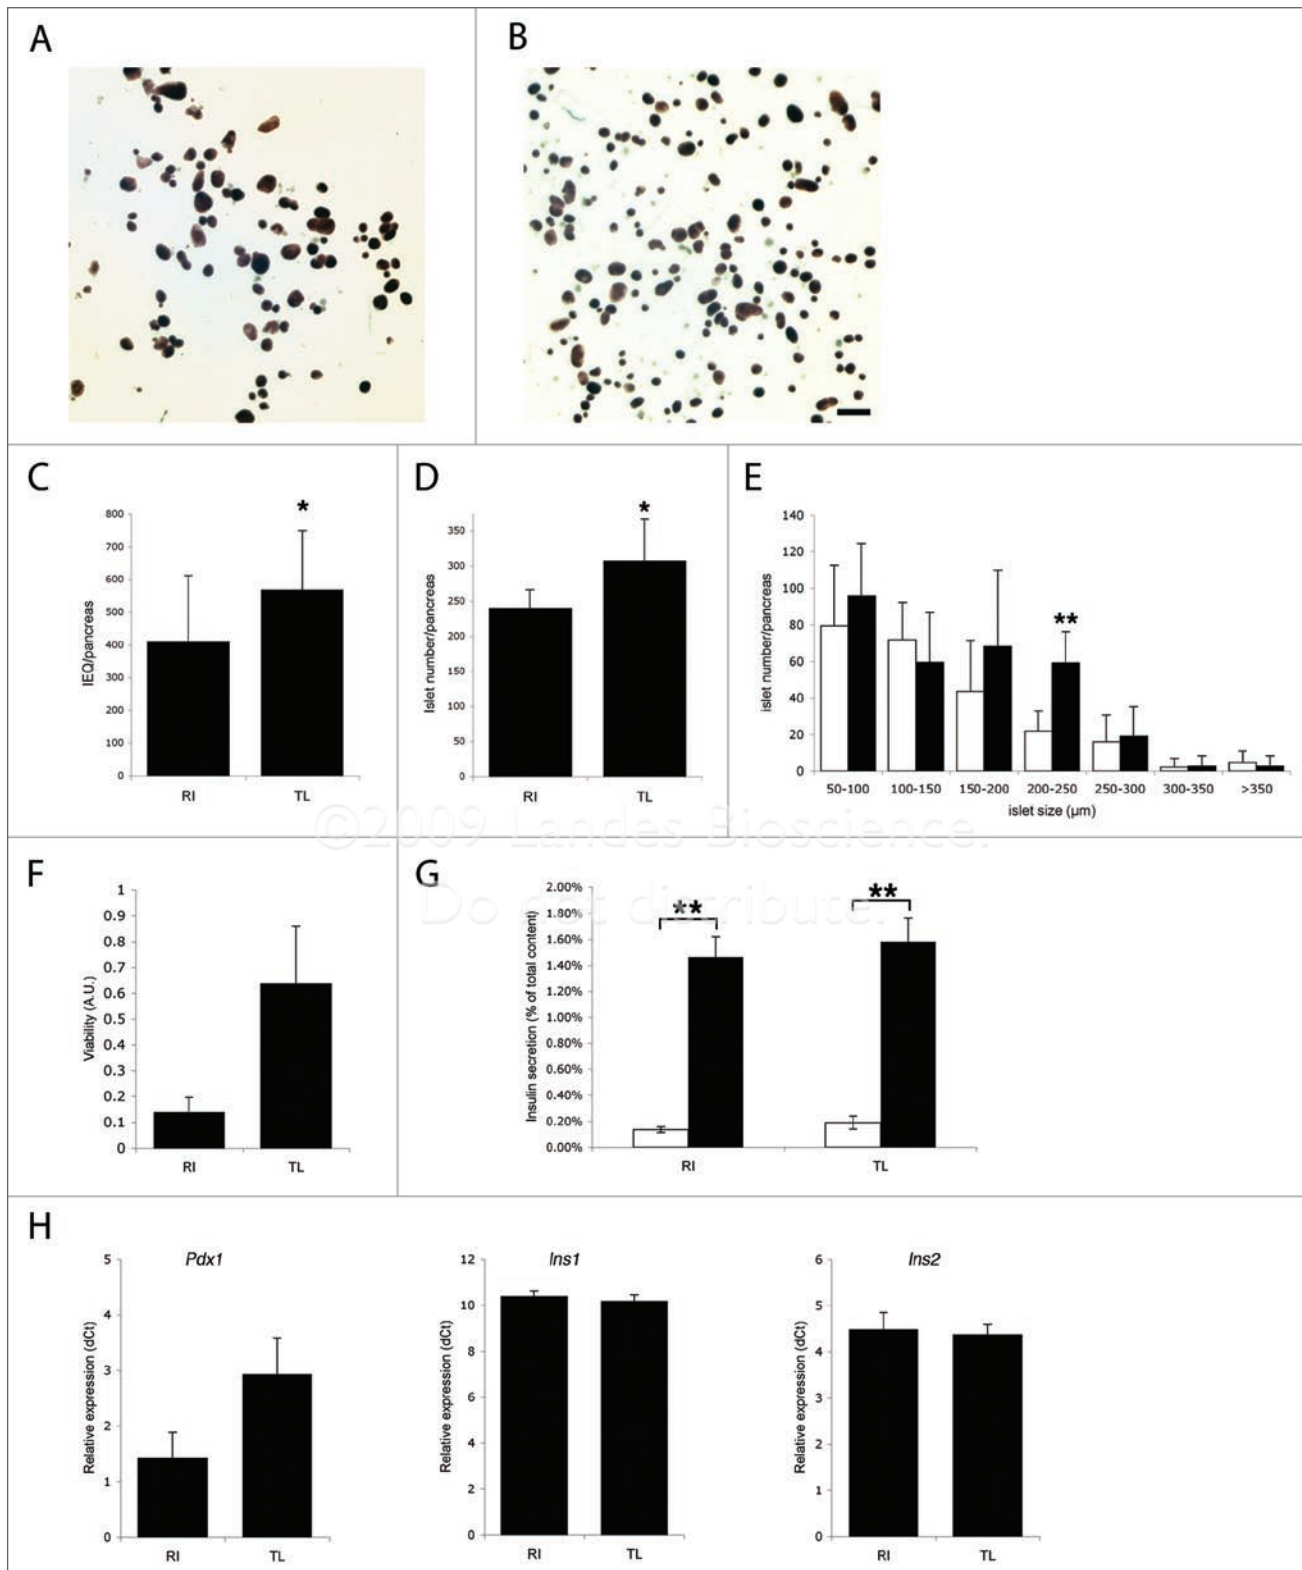 A
B
C
IEQ/pancreas
800
700
600
500
400
300
200
100
0
*
RI TL
D
Islet number/pancreas
350
300
250
200
150
100
50
0
*
RI TL
E
islet number/pancreas
140
120
100
80
60
40
20
0
**
50-100 100-150 150-200 200-250 250-300 300-350 >350
islet size (µm)
©2009 Landes Bioscience.
Do not distribute.
F
Viability (A.U.)
1
0.9
0.8
0.7
0.6
0.5
0.4
0.3
0.2
0.1
0
RI TL
G
Insulin secretion (% of total content)
2.00%
1.80%
1.60%
1.40%
1.20%
1.00%
0.80%
0.60%
0.40%
0.20%
0.00%
** **
RI TL
H
Pdx1
Relative expression (dCt)
5
4
3
2
1
0
RI TL
Ins1
Relative expression (dCt)
12
10
8
6
4
2
0
RI TL
Ins2
Relative expression (dCt)
6
5
4
3
2
1
0
RI TL